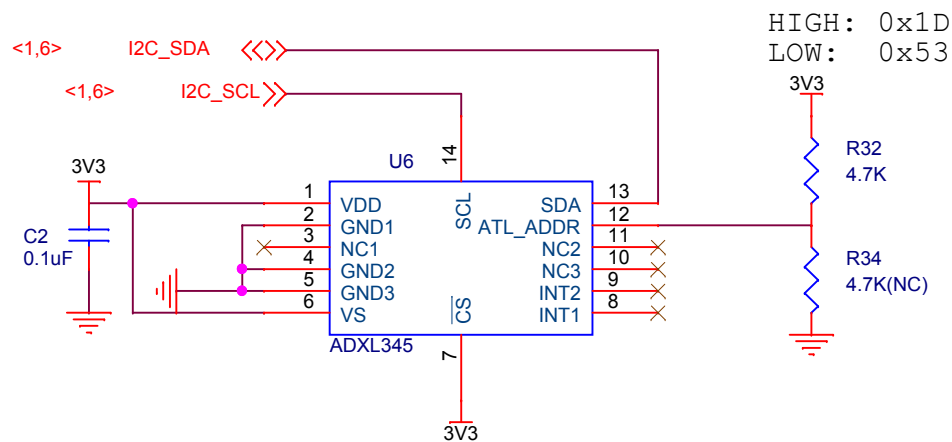 HIGH: 0x1D
LOW: 0x53
<1,6> I2C_SDA
<1,6> I2C_SCL
3V3
3V3
U6
14
R32
4.7K
1 VDD
2 GND1
3 NC1
4 GND2
5 GND3
6 VS
SCL
CS
SDA 13
ATL_ADDR 12
NC2 11
NC3 10
INT2 9
INT1 8
C2
0.1uF
R34
4.7K(NC)
ADXL345
7
3V3